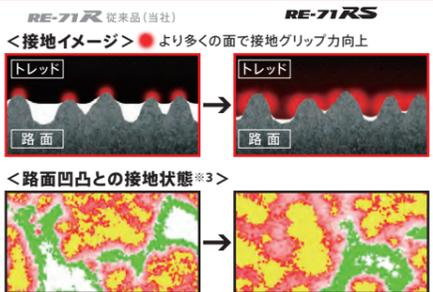 RE-71R 従来品（当社）
RE-71RS
＜接地イメージ＞ より多くの面で接地グリップ力向上
トレッド
トレッド
路面
路面
＜路面凹凸との接地状態※3＞